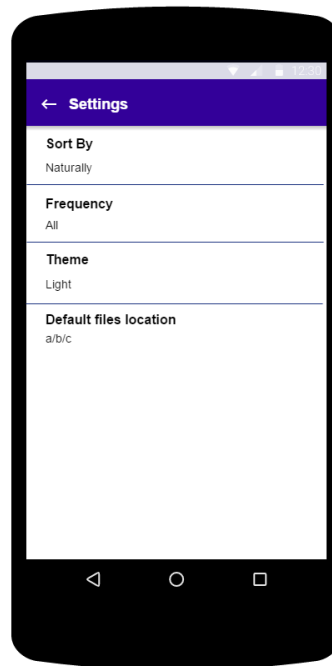 12:30
Settings
Sort By
Naturally
Frequency
All
Theme
Light
Default files location
a/b/c